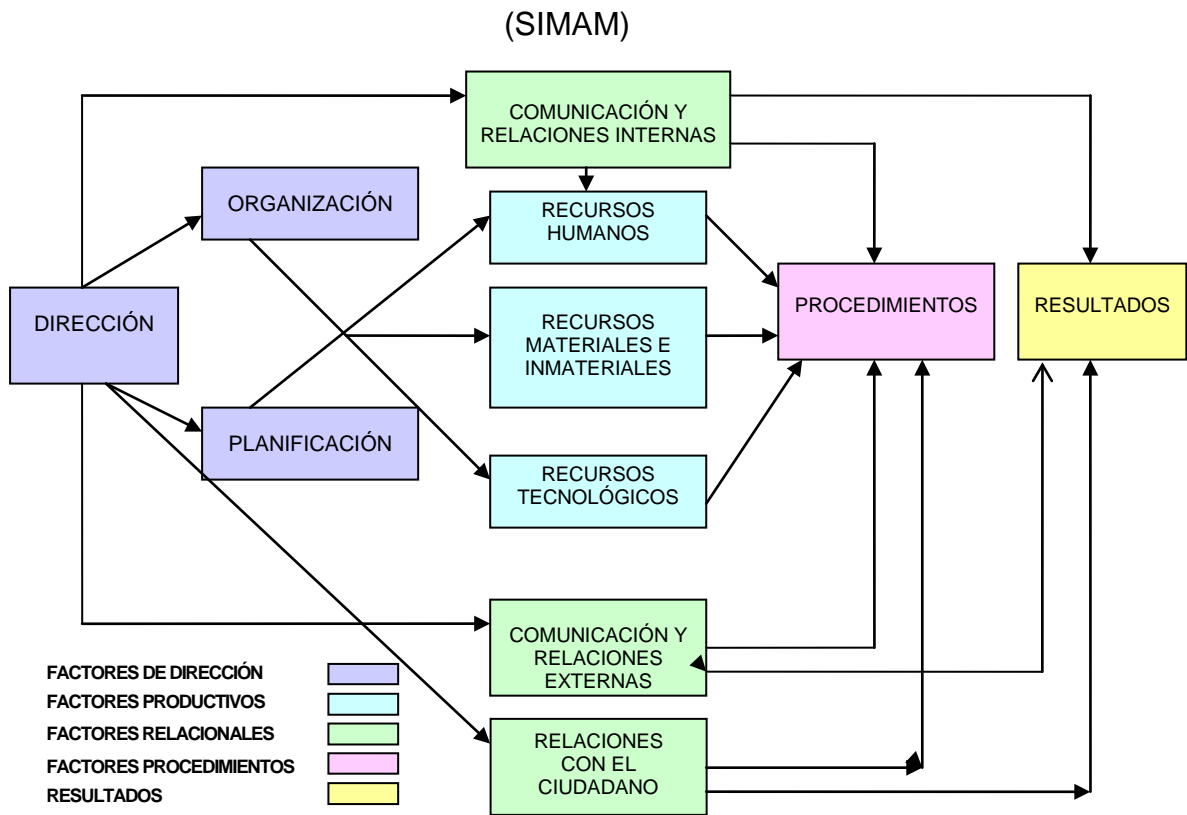 (SIMAM)
COMUNICACIÓN Y
RELACIONES INTERNAS
ORGANIZACIÓN
RECURSOS
HUMANOS
DIRECCIÓN
RECURSOS
MATERIALES E
INMATERIALES
PROCEDIMIENTOS
RESULTADOS
PLANIFICACIÓN
RECURSOS
TECNOLÓGICOS
COMUNICACIÓN Y
RELACIONES
EXTERNAS
RELACIONES
CON EL
CIUDADANO
FACTORES DE DIRECCIÓN
FACTORES PRODUCTIVOS
FACTORES RELACIONALES
FACTORES PROCEDIMIENTOS
RESULTADOS